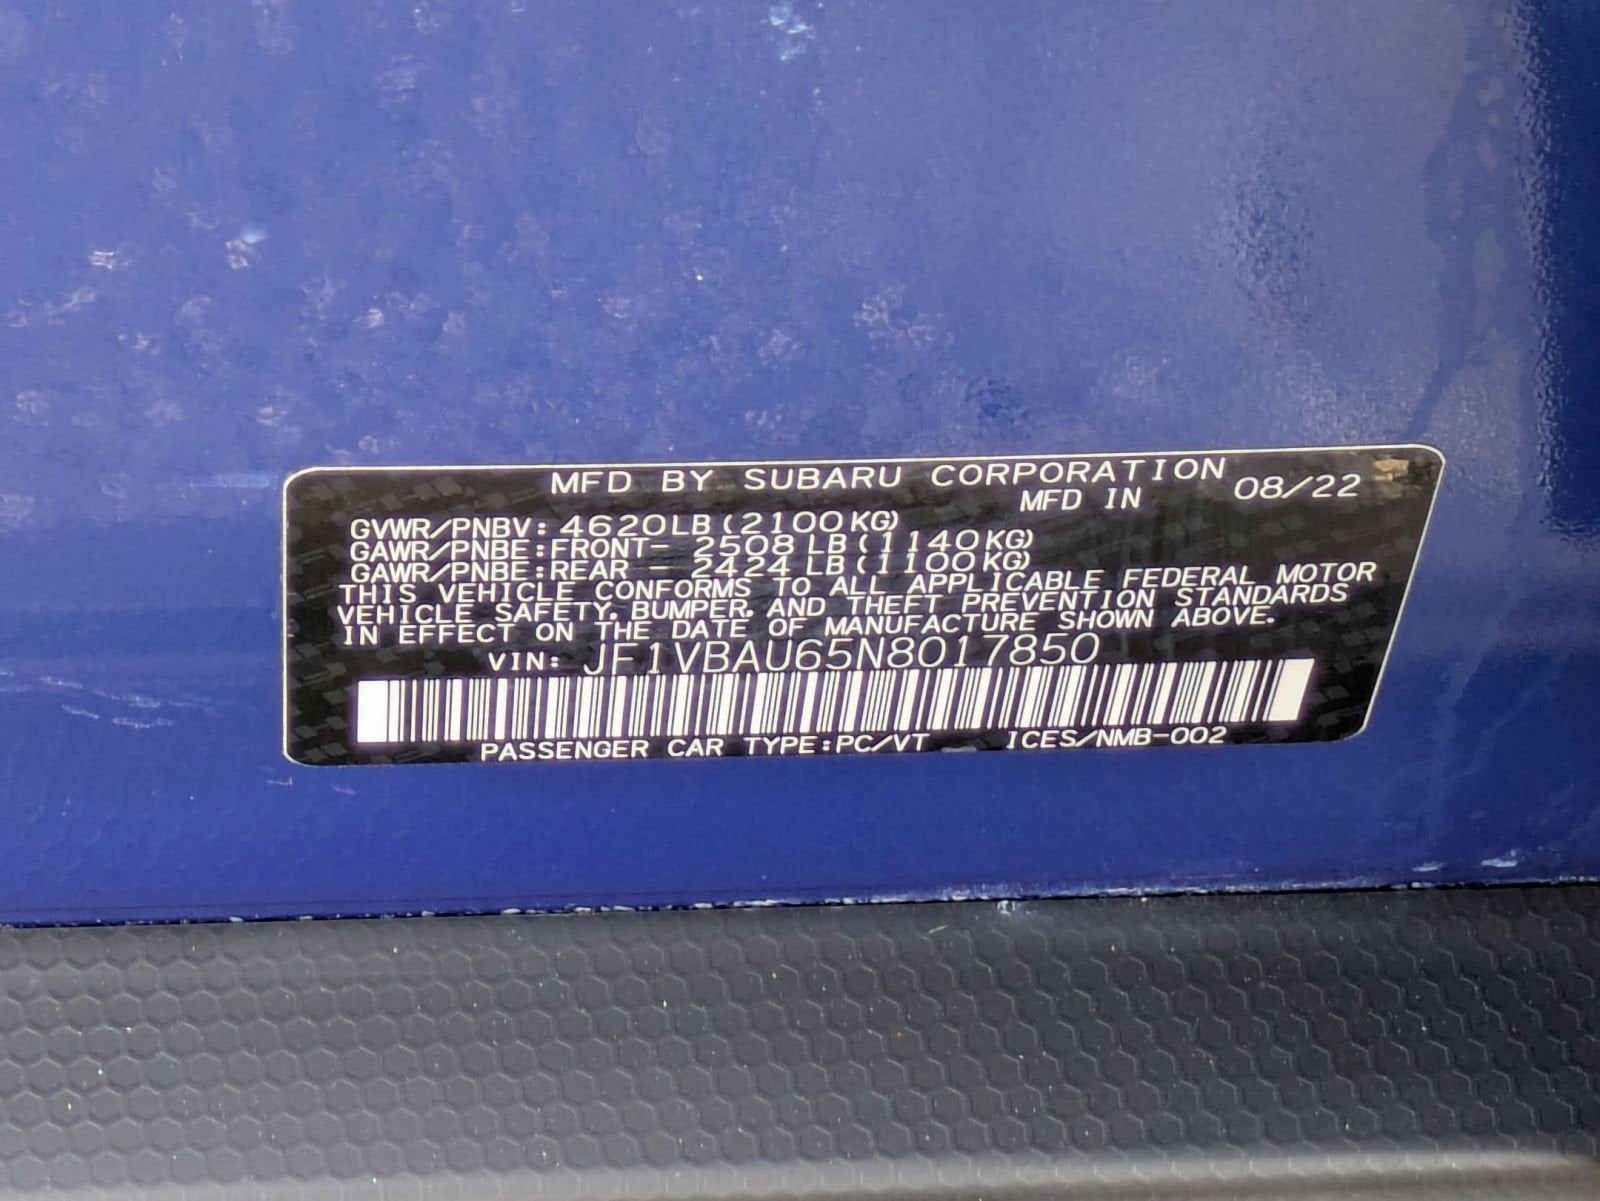 MFD BY SUBARU CORPORATION
MFD IN 08/22
GVWR/PNBV: 4620LB(2100KG)
GAWR/PNBE:FRONT- 2508 LB(1140KG)
GAWR/PNBE:REAR - 2424 LB(1100KG)
THIS VEHICLE CONFORMS TO ALL APPLICABLE FEDERAL MOTOR
VEHICLE SAFETY, BUMPER, AND THEFT PREVENTION STANDARDS
IN EFFECT ON THE DATE OF MANUFACTURE SHOWN ABOVE.
VIN: JF1VBAU65N8017850
PASSENGER CAR TYPE:PC/VT ICES/NMB-002